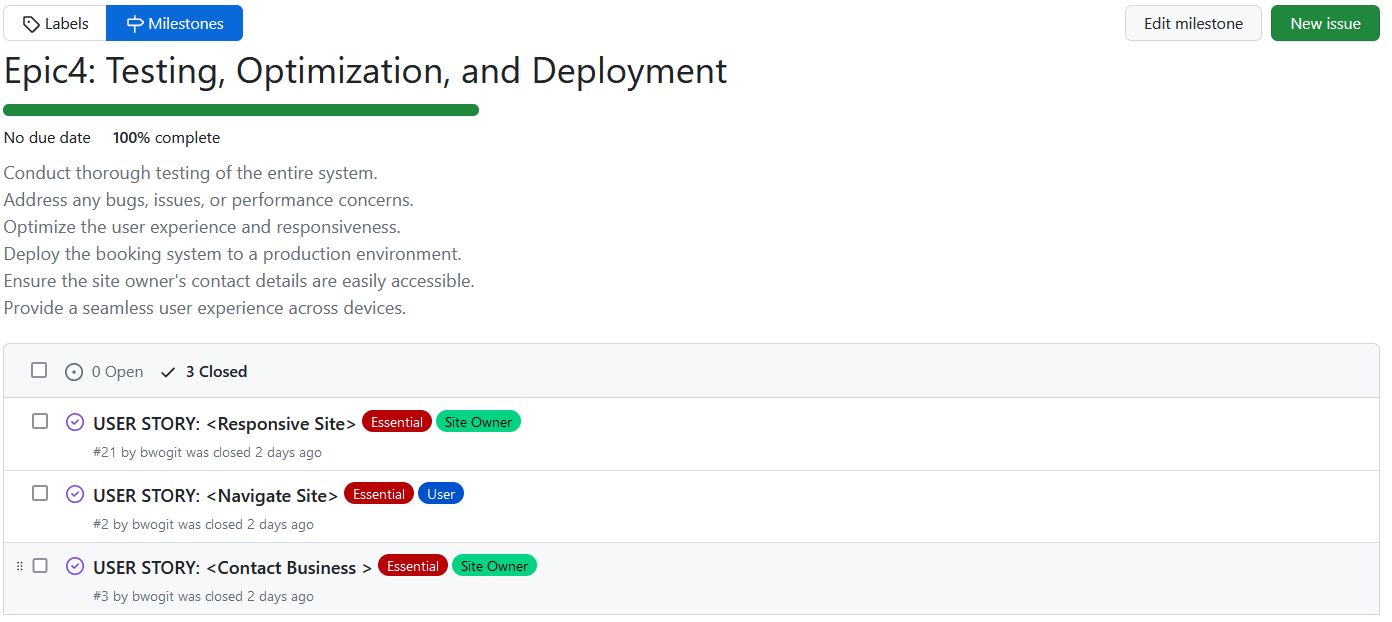 Labels Milestones Edit milestone New issue
Epic4: Testing, Optimization, and Deployment
No due date 100% complete
Conduct thorough testing of the entire system.
Address any bugs, issues, or performance concerns.
Optimize the user experience and responsiveness.
Deploy the booking system to a production environment.
Ensure the site owner's contact details are easily accessible.
Provide a seamless user experience across devices.
0 Open 3 Closed
USER STORY: <Responsive Site> Essential Site Owner
#21 by bwogit was closed 2 days ago
USER STORY: <Navigate Site> Essential User
#2 by bwogit was closed 2 days ago
USER STORY: <Contact Business > Essential Site Owner
#3 by bwogit was closed 2 days ago